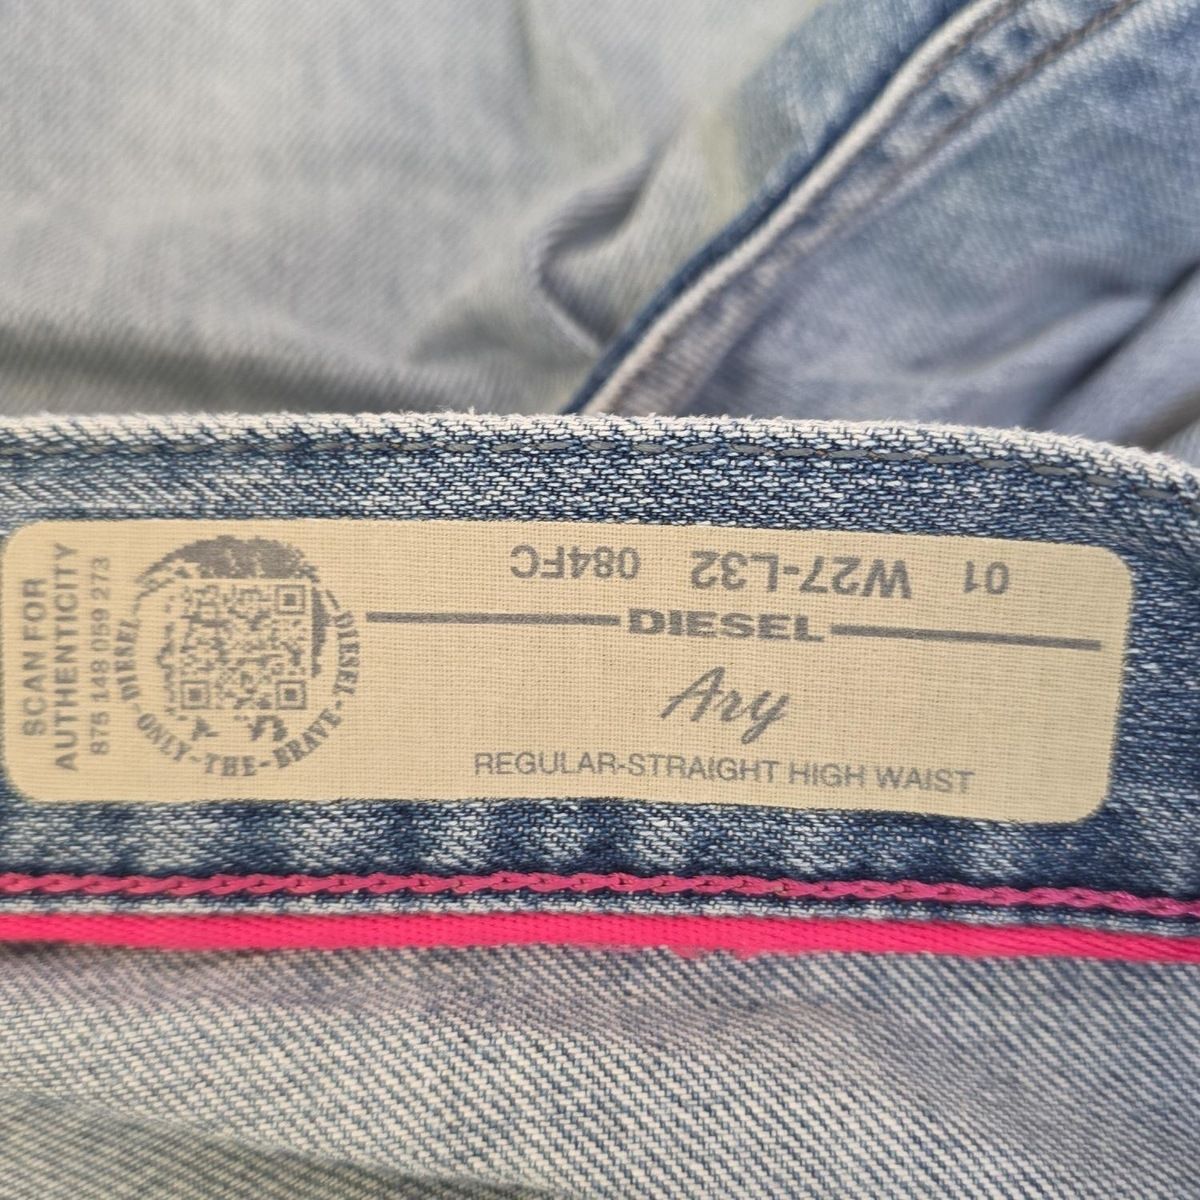 SCAN FOR
AUTHENTICITY
875 148 059 273
DIESEL-ONLY-THE-BRAVE-DIESEL
01 W27-L32 084FC
DIESEL
Ary
REGULAR-STRAIGHT HIGH WAIST